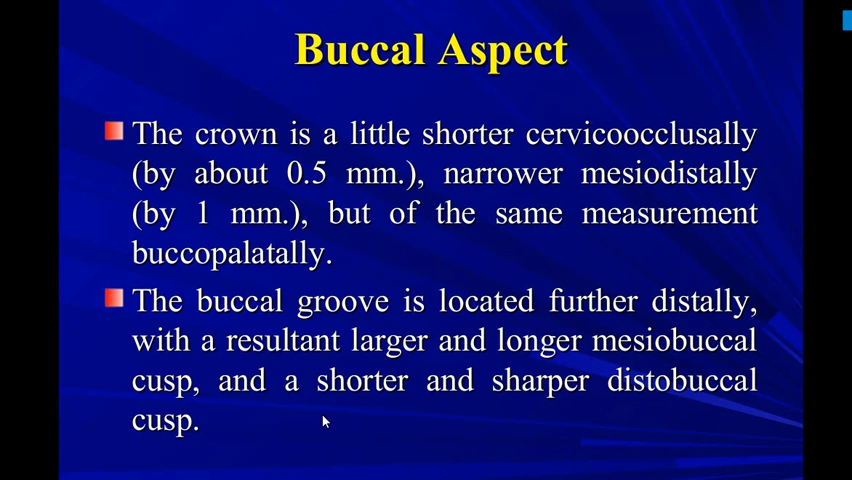 Buccal Aspect
The crown is a little shorter cervicoocclusally
(by about 0.5 mm.), narrower mesiodistally
(by 1 mm.), but of the same measurement
buccopalatally.
The buccal groove is located further distally,
with a resultant larger and longer mesiobuccal
cusp, and a shorter and sharper distobuccal
cusp.